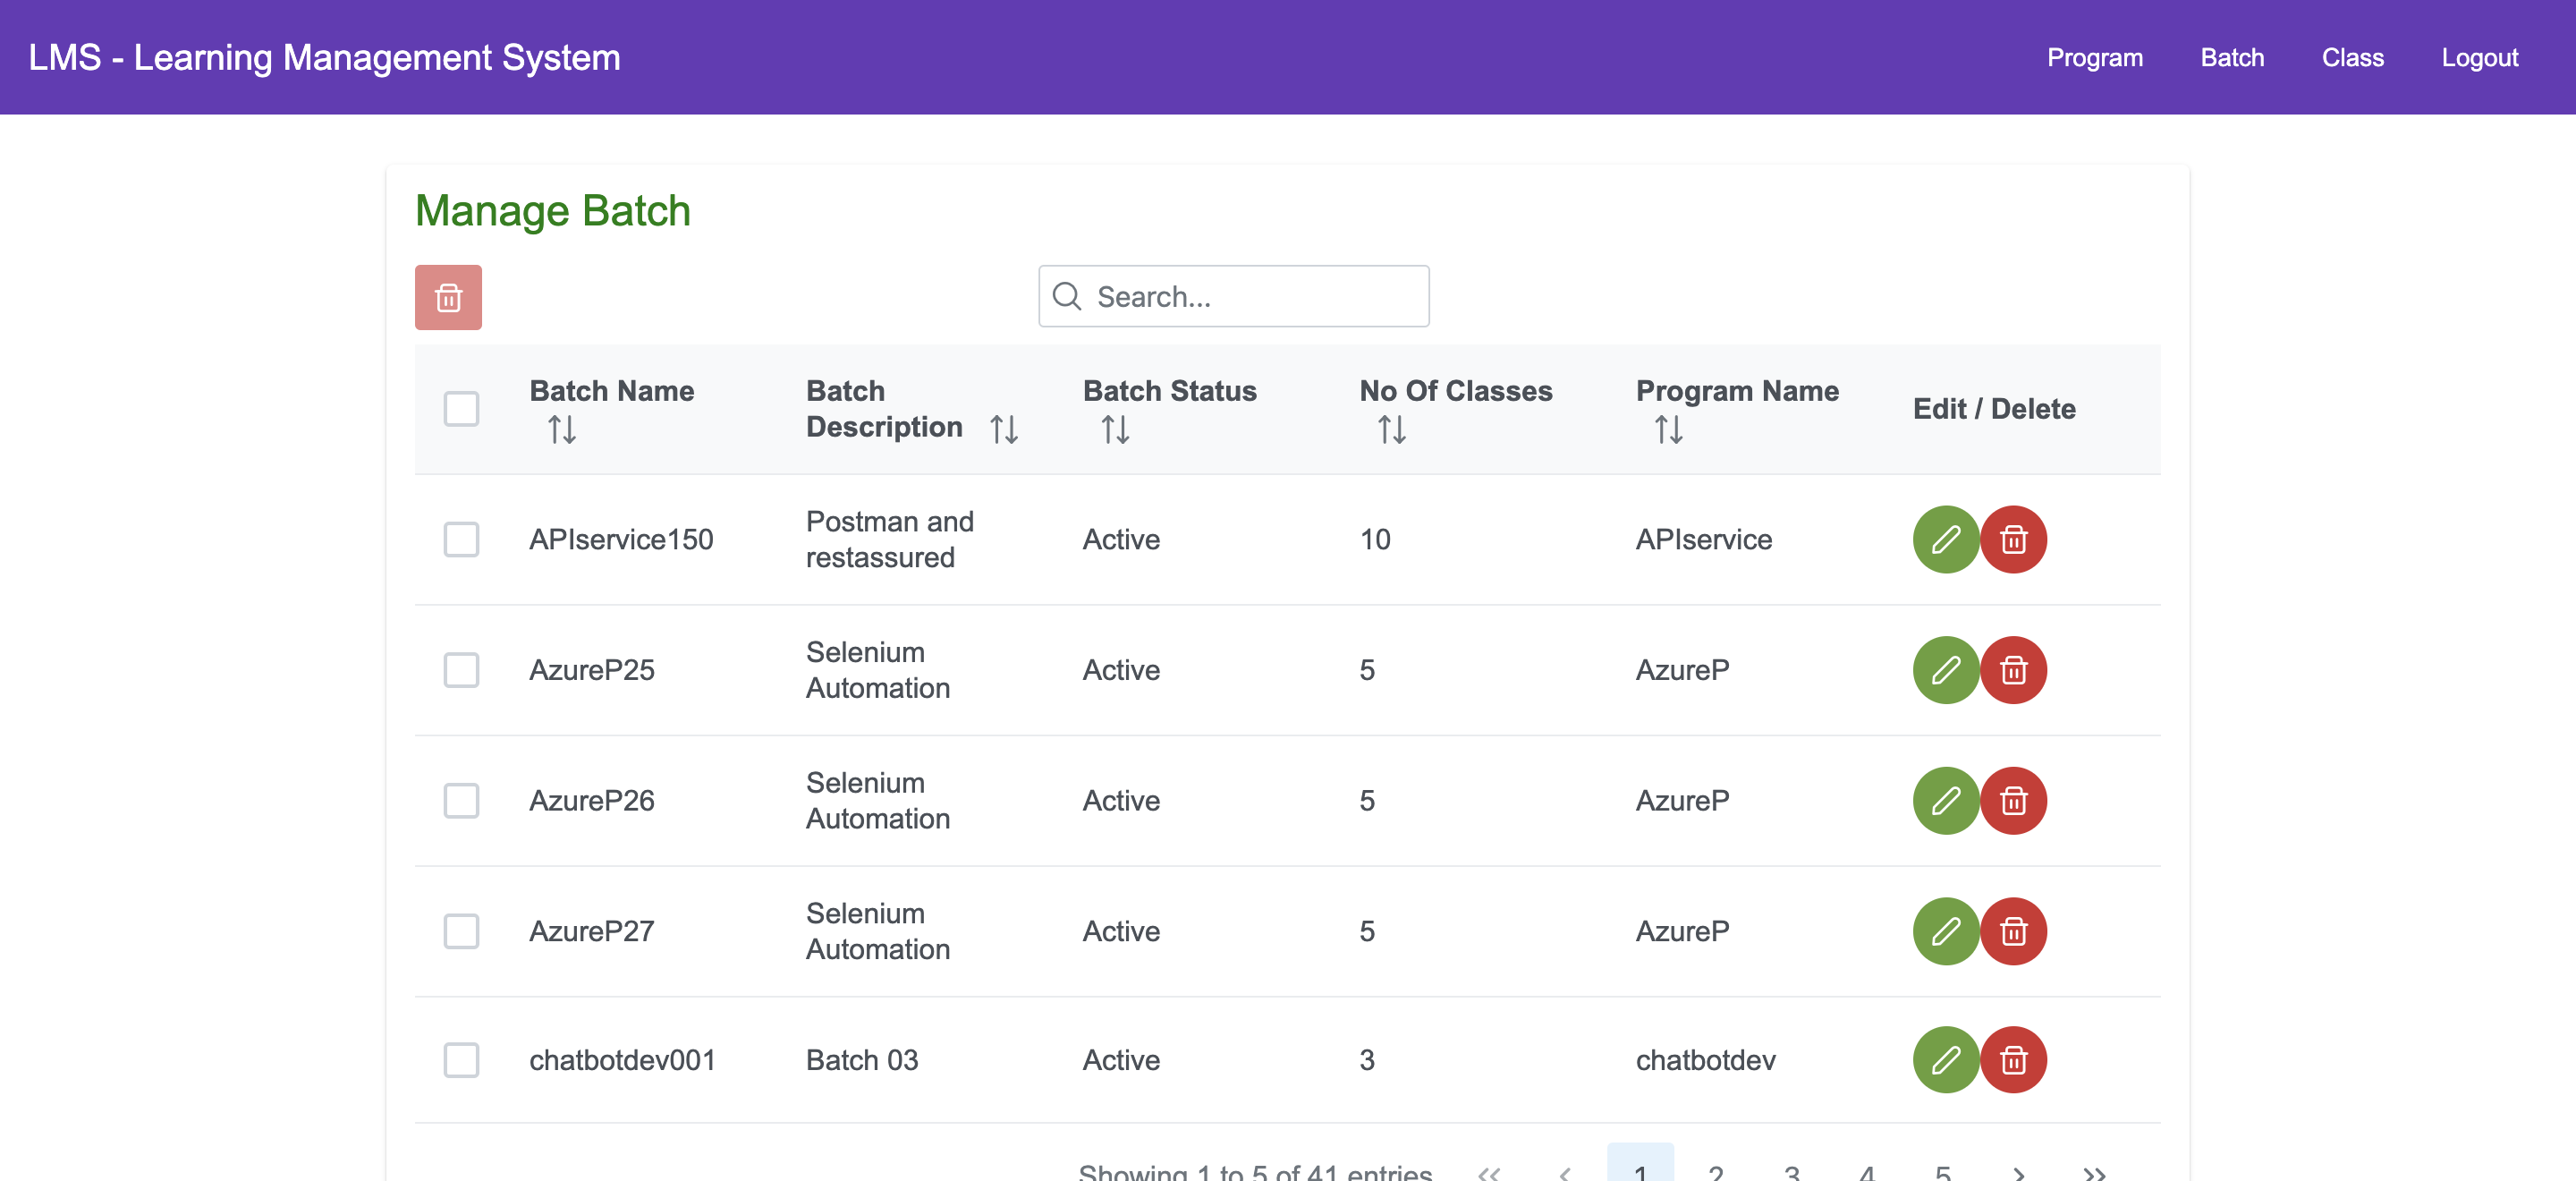 LMS - Learning Management System
Program Batch Class Logout
Manage Batch
Search...
Batch Name Batch Description Batch Status No Of Classes Program Name Edit / Delete
APIservice150 Postman and restassured Active 10 APIservice
AzureP25 Selenium Automation Active 5 AzureP
AzureP26 Selenium Automation Active 5 AzureP
AzureP27 Selenium Automation Active 5 AzureP
chatbotdev001 Batch 03 Active 3 chatbotdev
Showing 1 to 5 of 41 entries << < 1 2 3 4 5 > >>